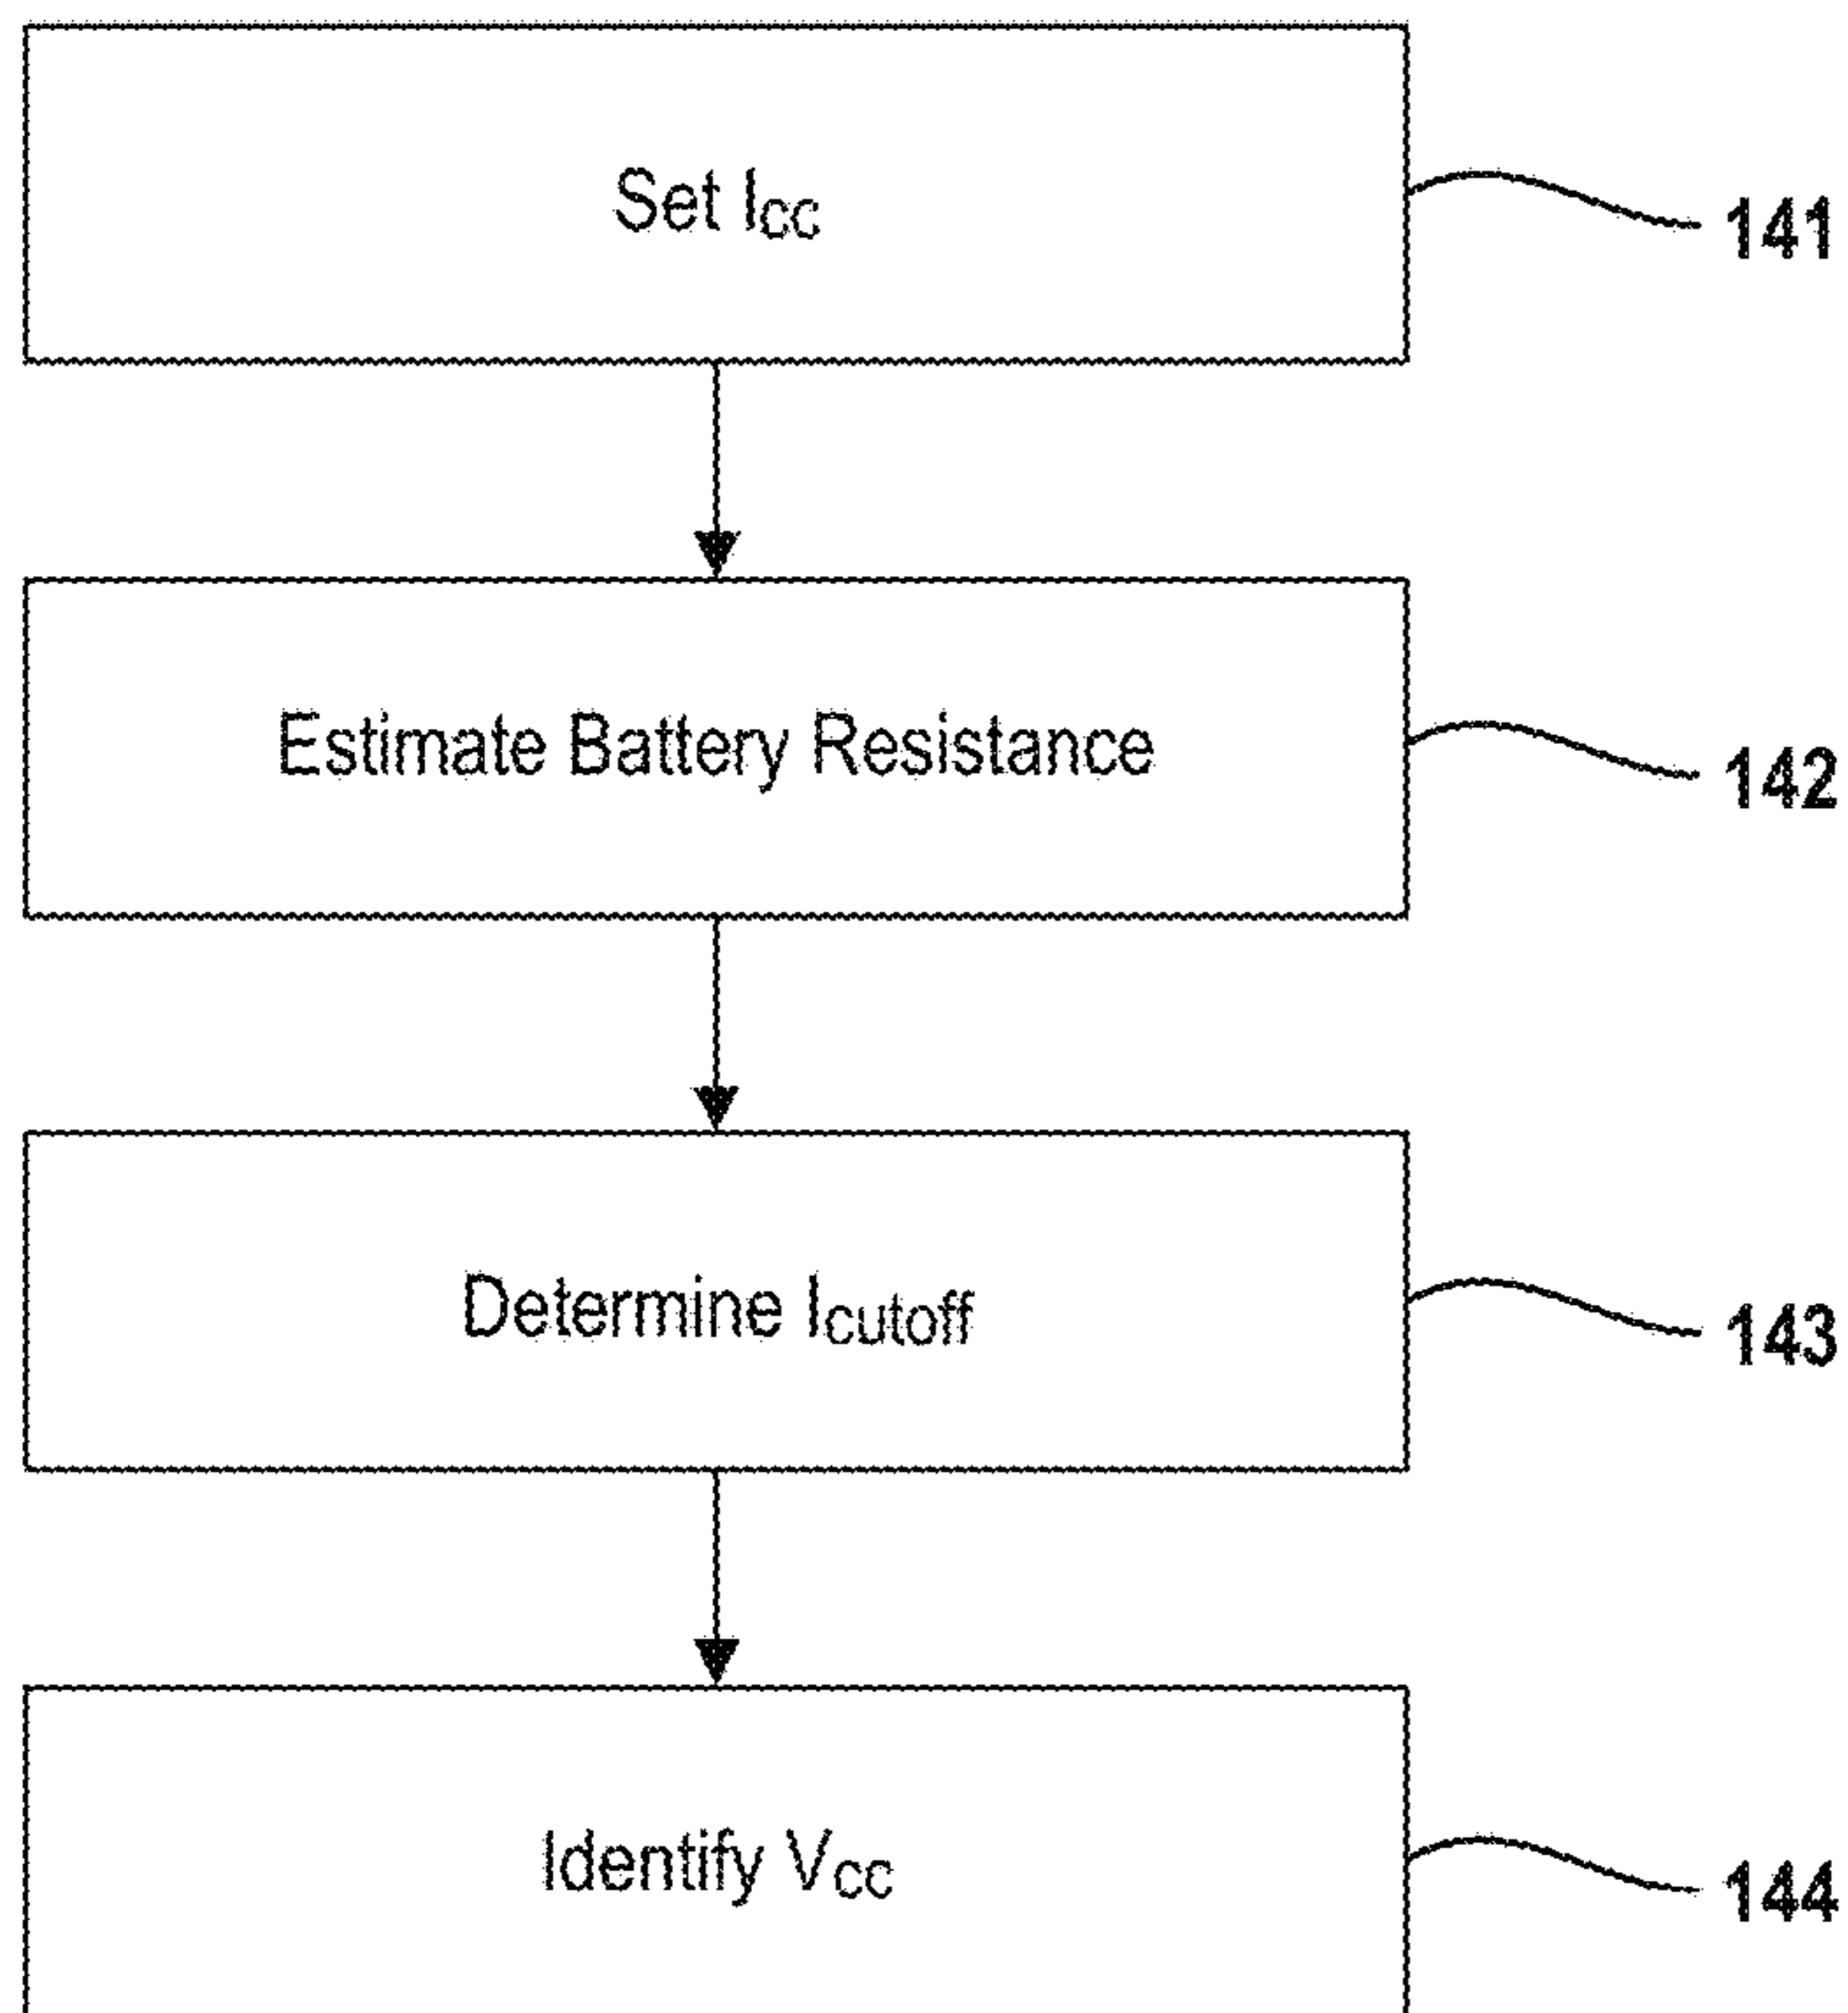 Set Icc
141
Estimate Battery Resistance
142
Determine Icutoff
143
Identify Vcc
144